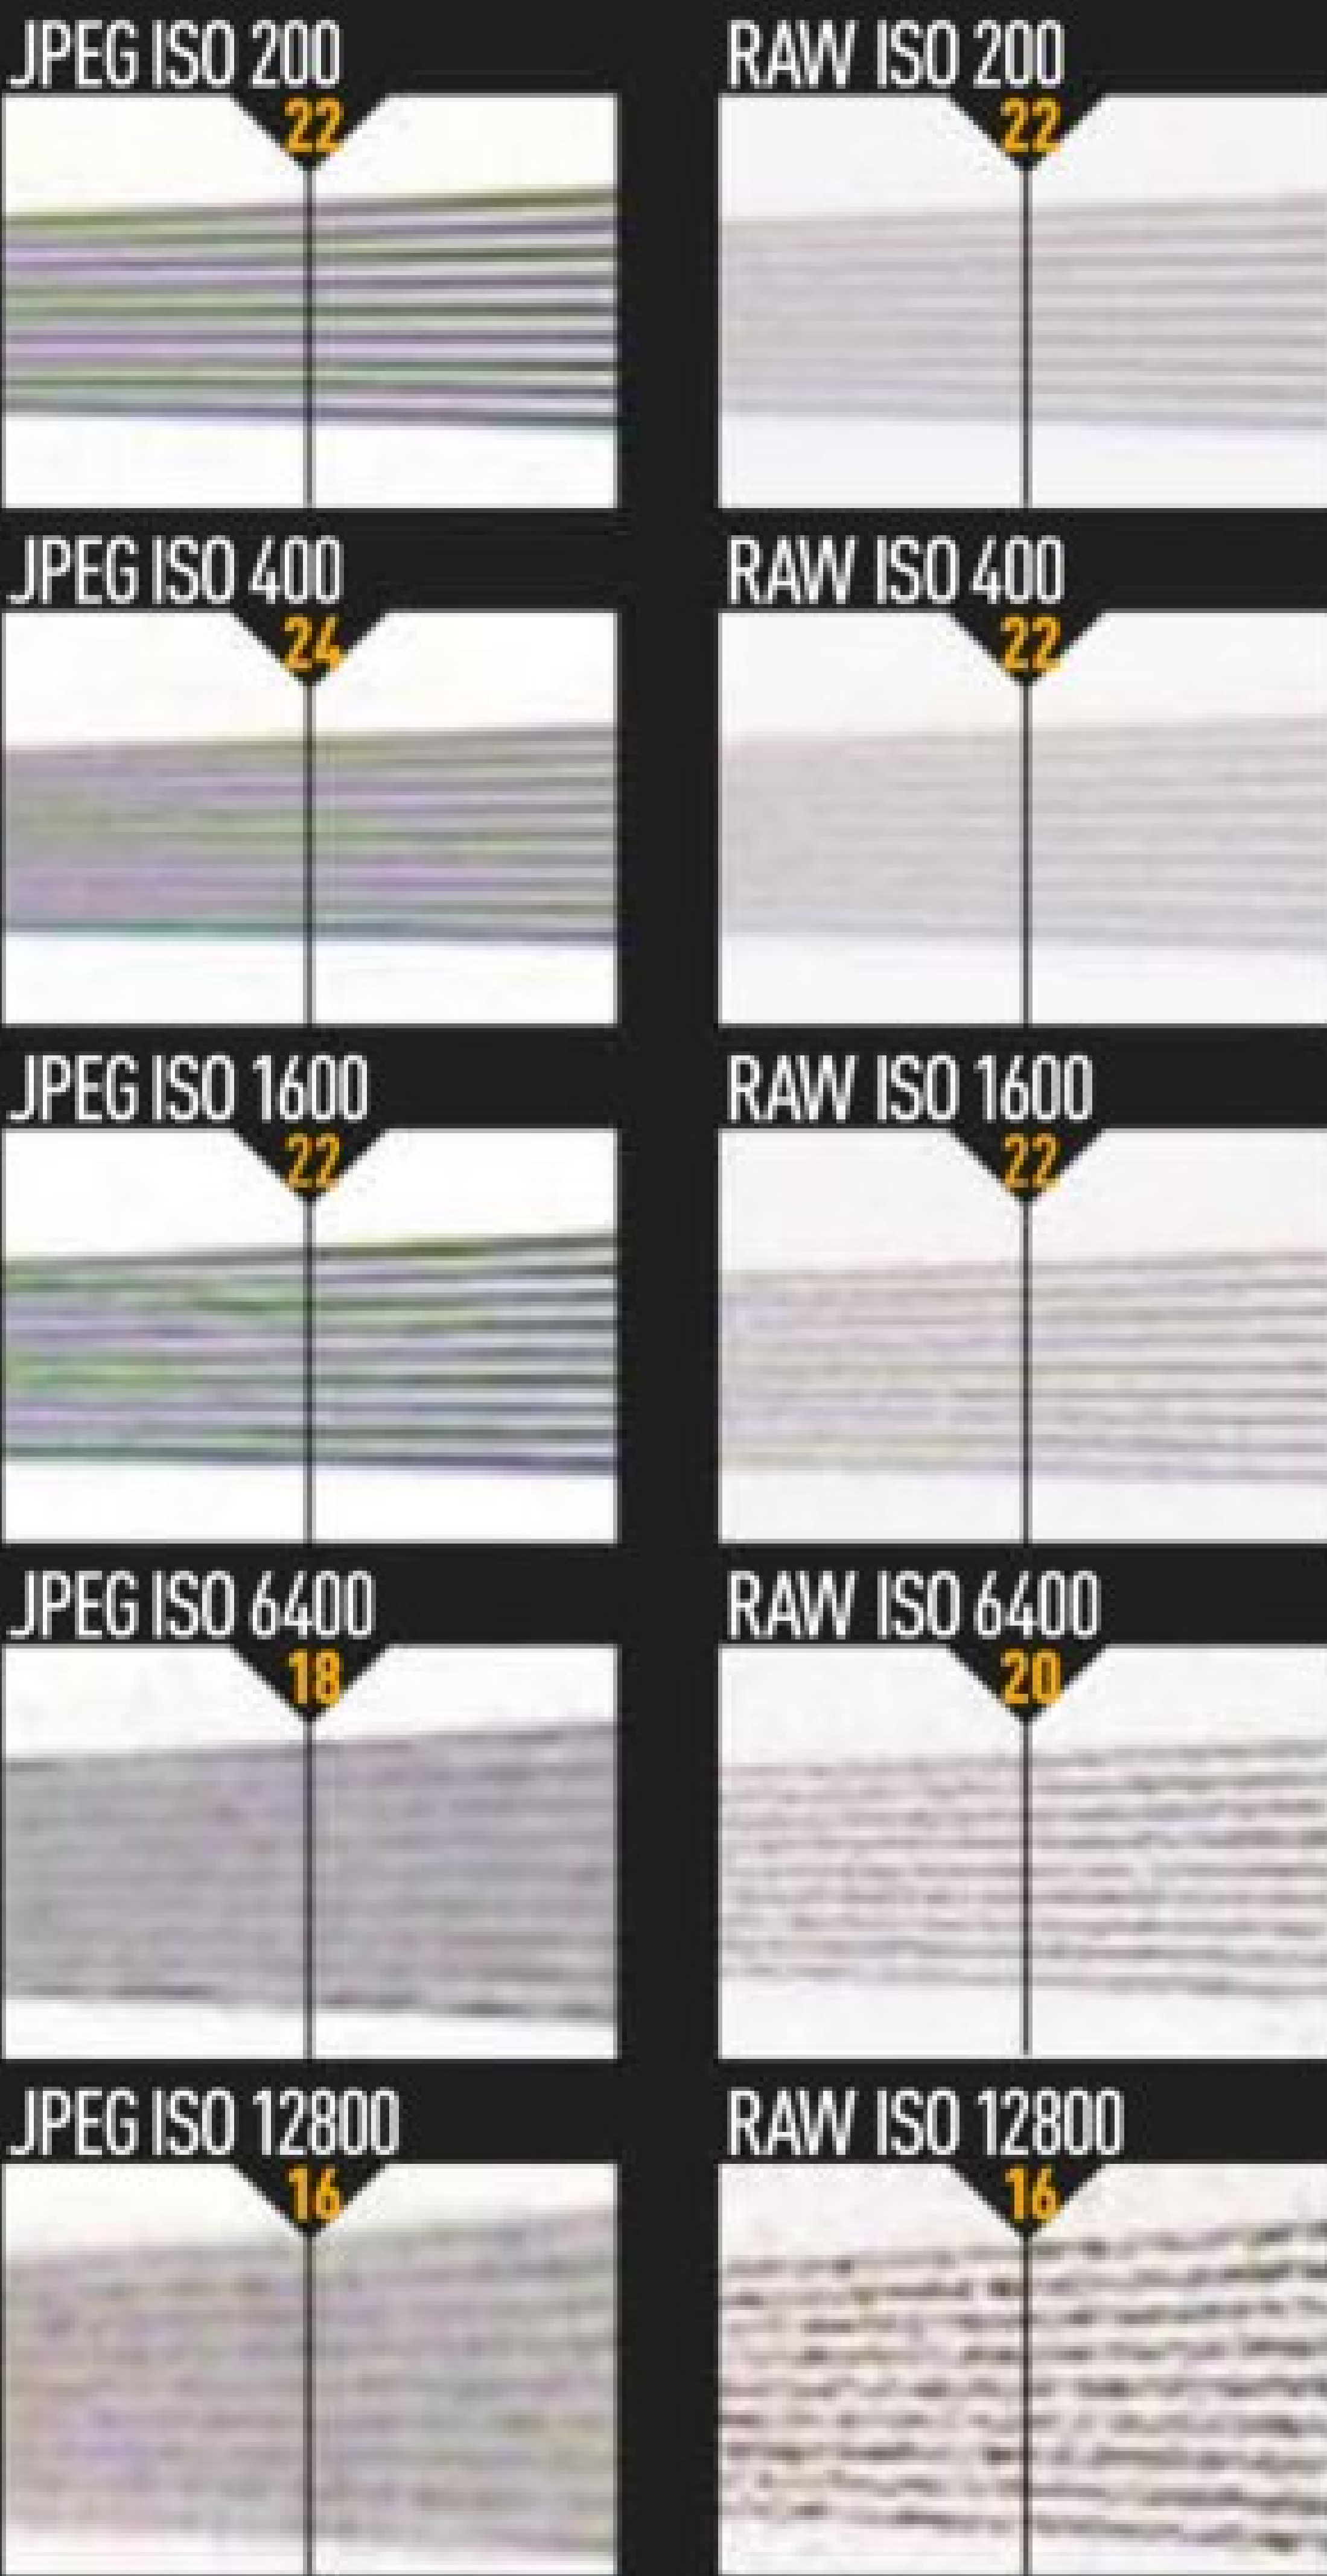 JPEG ISO 200
22
RAW ISO 200
22
JPEG ISO 400
24
RAW ISO 400
22
JPEG ISO 1600
22
RAW ISO 1600
22
JPEG ISO 6400
18
RAW ISO 6400
20
JPEG ISO 12800
16
RAW ISO 12800
16